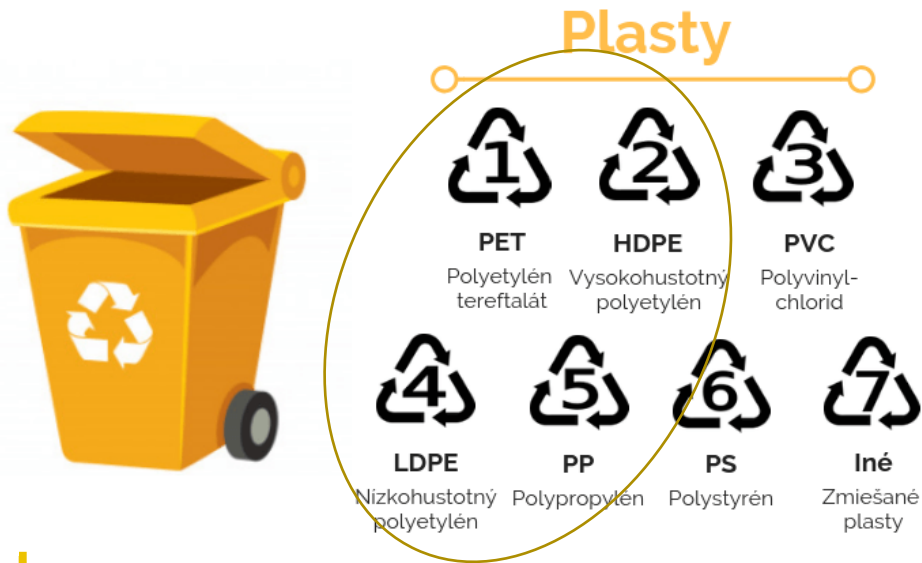 Plasty
1 2 3
PET HDPE PVC
Polyetylén Vysokohustotný Polyvinyl-
tereftalát polyetylén chlorid
4 5 6 7
LDPE PP PS Iné
Nízkohustotný Polypropylén Polystyrén Zmiešané
polyetylén plasty